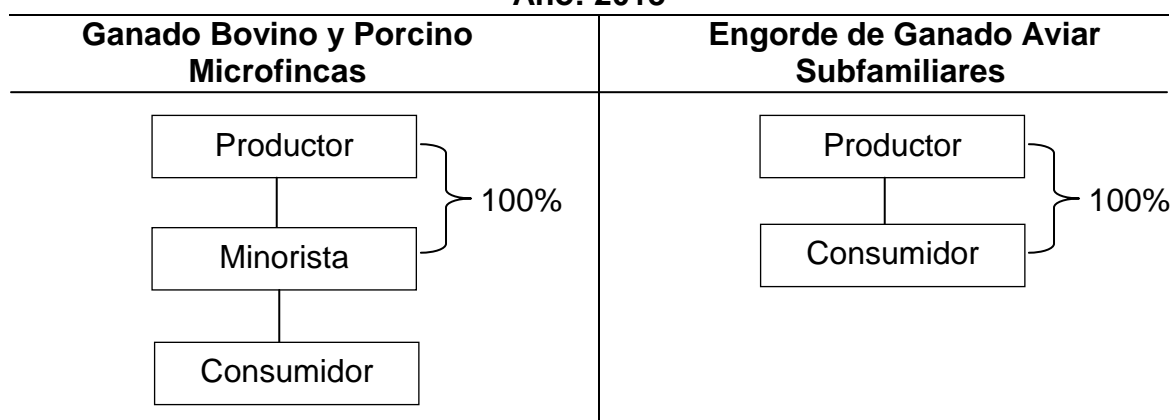 Ganado Bovino y Porcino
Microfincas
Engorde de Ganado Aviar
Subfamiliares
Productor
100%
Minorista
Consumidor
Productor
100%
Consumidor